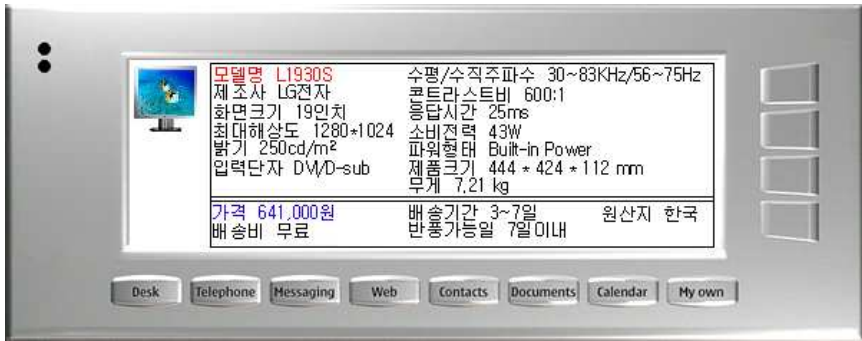 모델명 L1930S
제조사 LG전자
화면크기 19인치
최대해상도 1280*1024
밝기 250cd/m²
입력단자 DVI/D-sub
수평/수직주파수 30~83KHz/56~75Hz
콘트라스트비 600:1
응답시간 25ms
소비전력 43W
파워형태 Built-in Power
제품크기 444 * 424 * 112 mm
무게 7,21 kg
가격 641,000원
배송비 무료
배송기간 3~7일
반품가능일 7일이내
원산지 한국
Desk
Telephone
Messaging
Web
Contacts
Documents
Calendar
My own